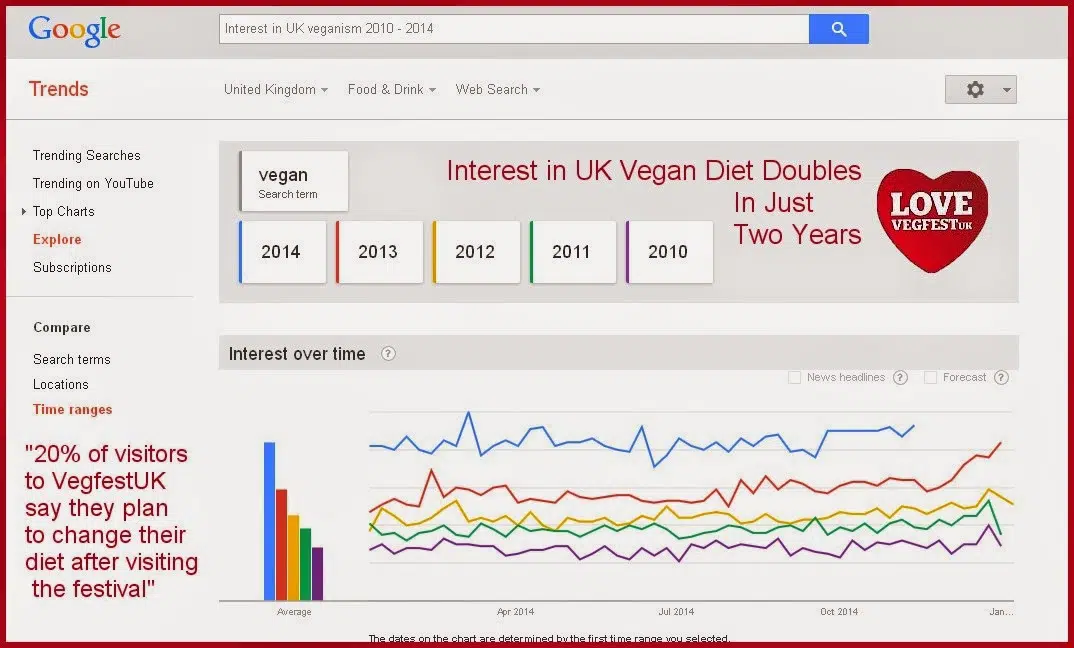 Google
Interest in UK veganism 2010 - 2014
Trends
United Kingdom
Food & Drink
Web Search
Trending Searches
Trending on YouTube
Top Charts
Explore
Subscriptions
Compare
Search terms
Locations
Time ranges
"20% of visitors
to VegfestUK
say they plan
to change their
diet after visiting
the festival"
vegan
Search term
2014
2013
2012
2011
2010
Interest in UK Vegan Diet Doubles
In Just
Two Years
LOVE
VEGFESTUK
Interest over time ?
News headlines ?
Forecast ?
Average
Apr 2014
Jul 2014
Oct 2014
Jan...
The dates on the chart are determined by the first time range you selected.